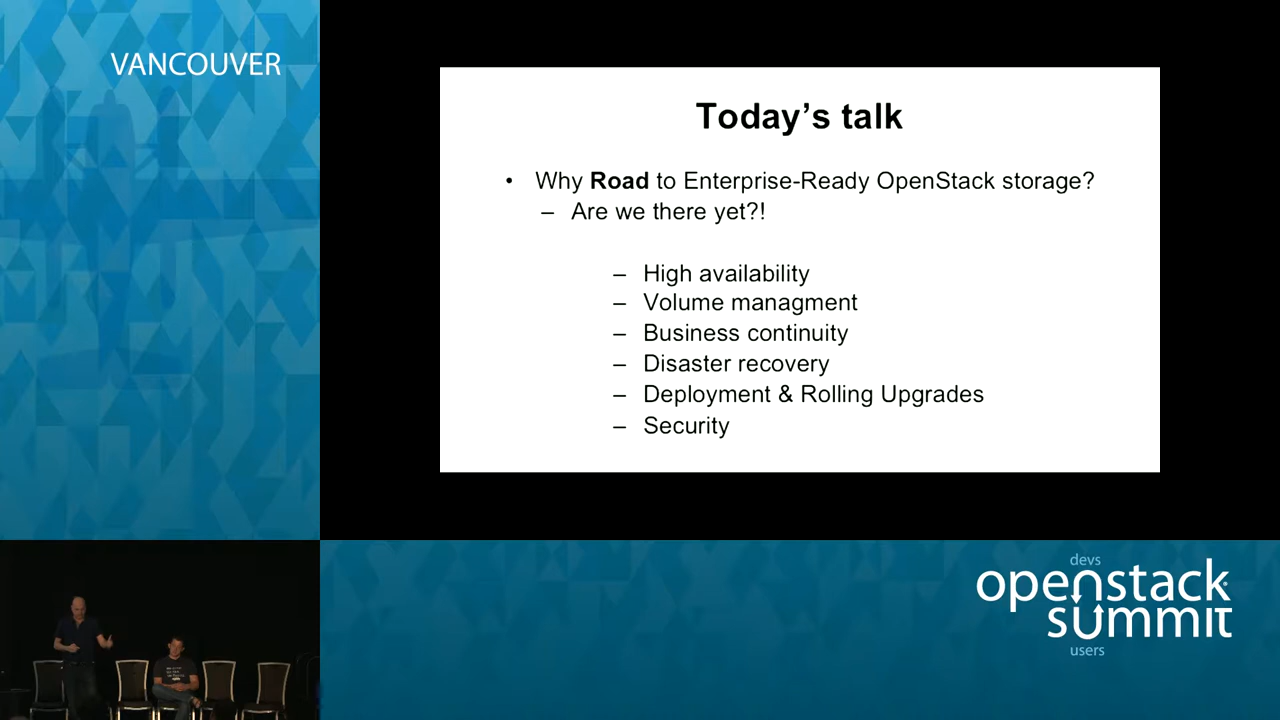 VANCOUVER
Today's talk
• Why Road to Enterprise-Ready OpenStack storage?
– Are we there yet?!
– High availability
– Volume managment
– Business continuity
– Disaster recovery
– Deployment & Rolling Upgrades
– Security
devs
openstack
summit
users